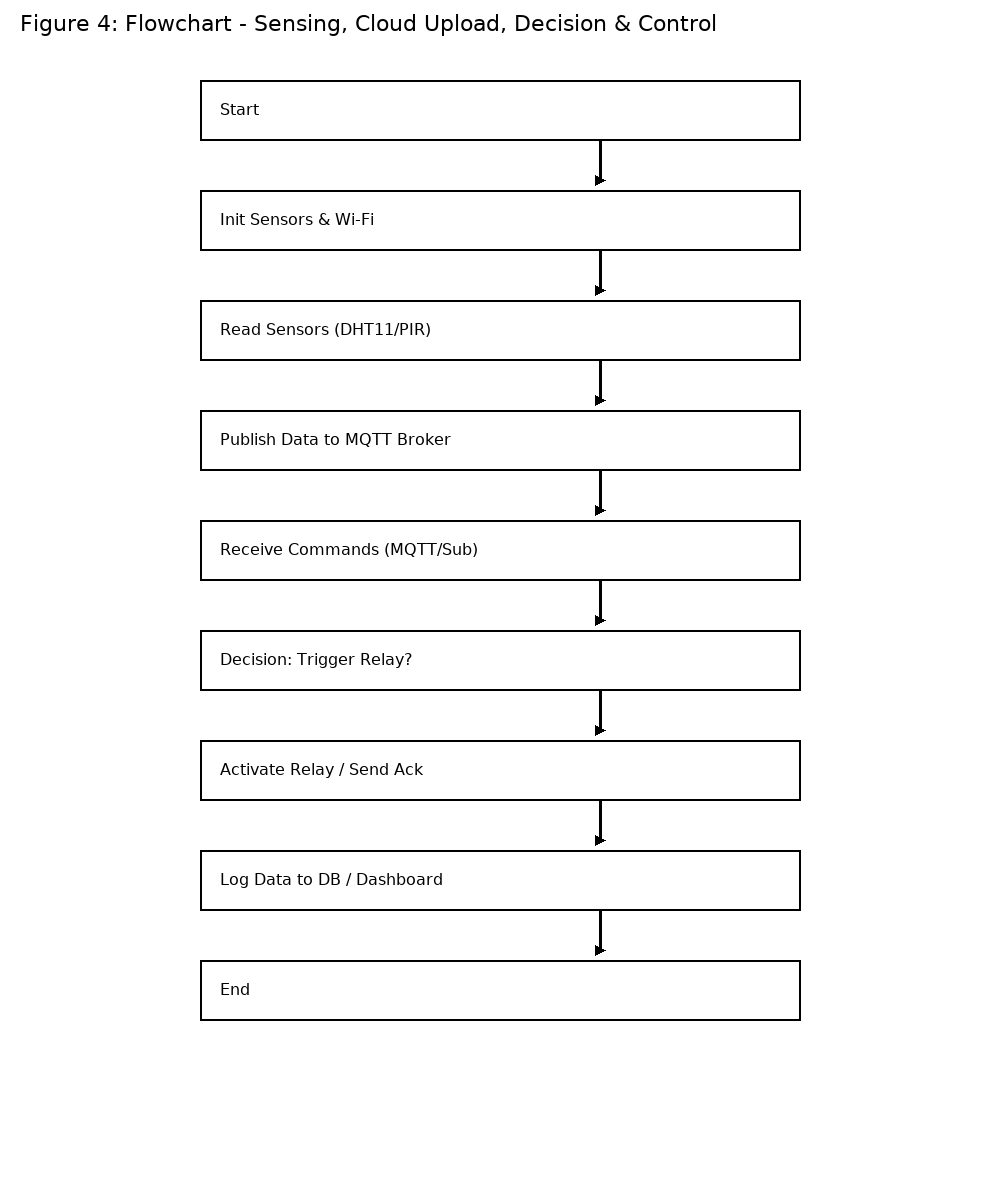 Figure 4: Flowchart - Sensing, Cloud Upload, Decision & Control
Start
Init Sensors & Wi-Fi
Read Sensors (DHT11/PIR)
Publish Data to MQTT Broker
Receive Commands (MQTT/Sub)
Decision: Trigger Relay?
Activate Relay / Send Ack
Log Data to DB / Dashboard
End